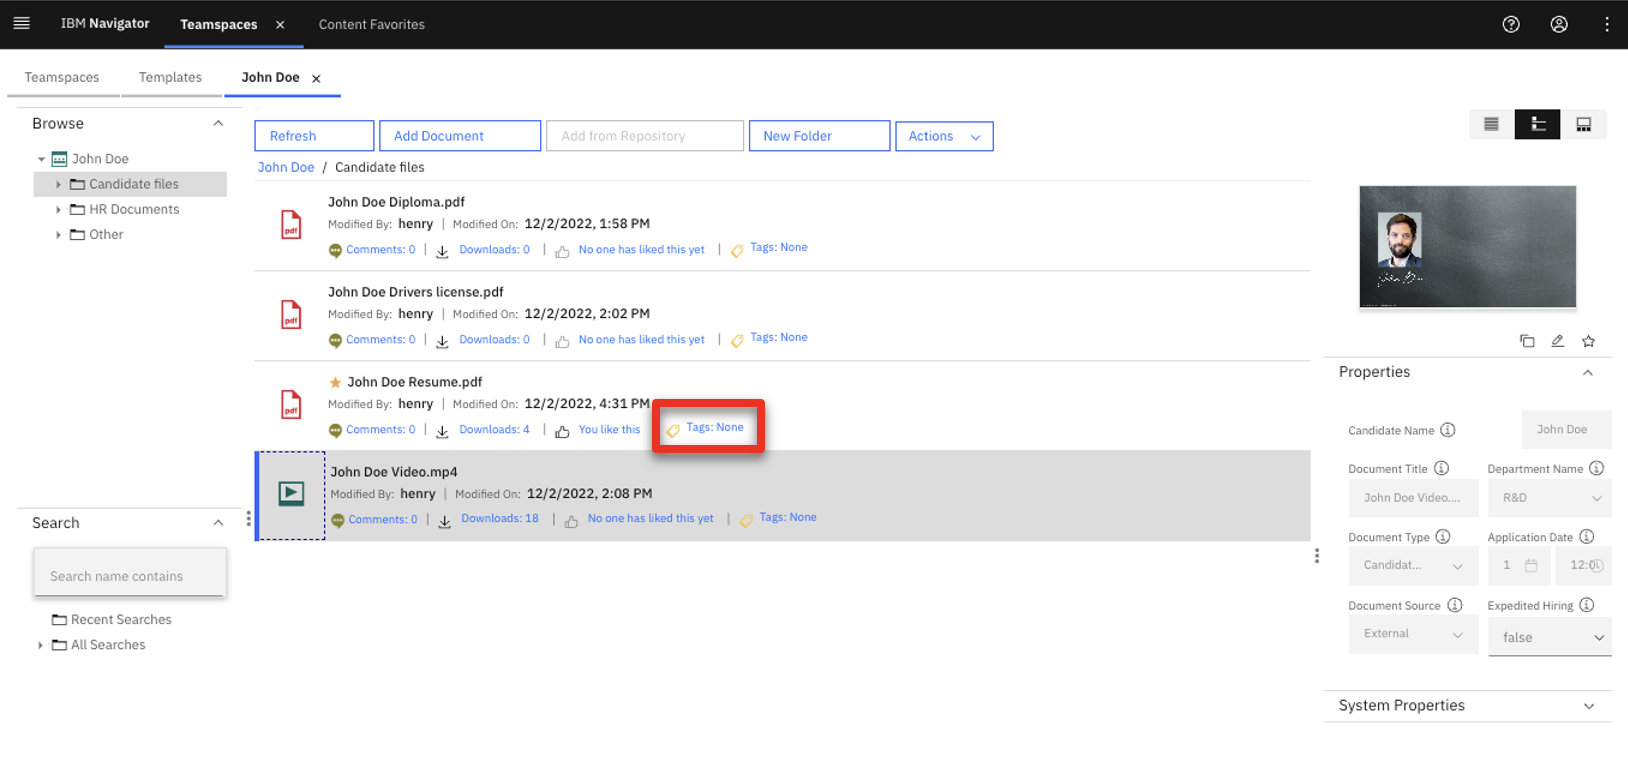 IBM Navigator Teamspaces Content Favorites
Teamspaces Templates John Doe
Browse
John Doe
Candidate files
HR Documents
Other
Search
Search name contains
Recent Searches
All Searches
Refresh Add Document Add from Repository New Folder Actions
John Doe / Candidate files
John Doe Diploma.pdf
Modified By: henry | Modified On: 12/2/2022, 1:58 PM
Comments: 0 | Downloads: 0 | No one has liked this yet | Tags: None
John Doe Drivers license.pdf
Modified By: henry | Modified On: 12/2/2022, 2:02 PM
Comments: 0 | Downloads: 0 | No one has liked this yet | Tags: None
John Doe Resume.pdf
Modified By: henry | Modified On: 12/2/2022, 4:31 PM
Comments: 0 | Downloads: 4 | You like this Tags: None
John Doe Video.mp4
Modified By: henry | Modified On: 12/2/2022, 2:08 PM
Comments: 0 | Downloads: 18 | No one has liked this yet | Tags: None
pdf
pdf
pdf
Properties
Candidate Name John Doe
Document Title Department Name
John Doe Video.... R&D
Document Type Application Date
Candidat... 1 12:0
Document Source Expedited Hiring
External false
System Properties